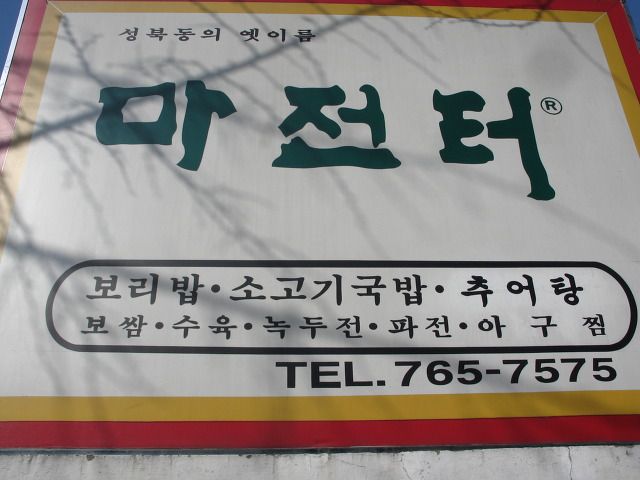 성북동의 옛이름
마전터®
보리밥·소고기국밥·추어탕
보쌈·수육·녹두전·파전·아구찜
TEL. 765-7575